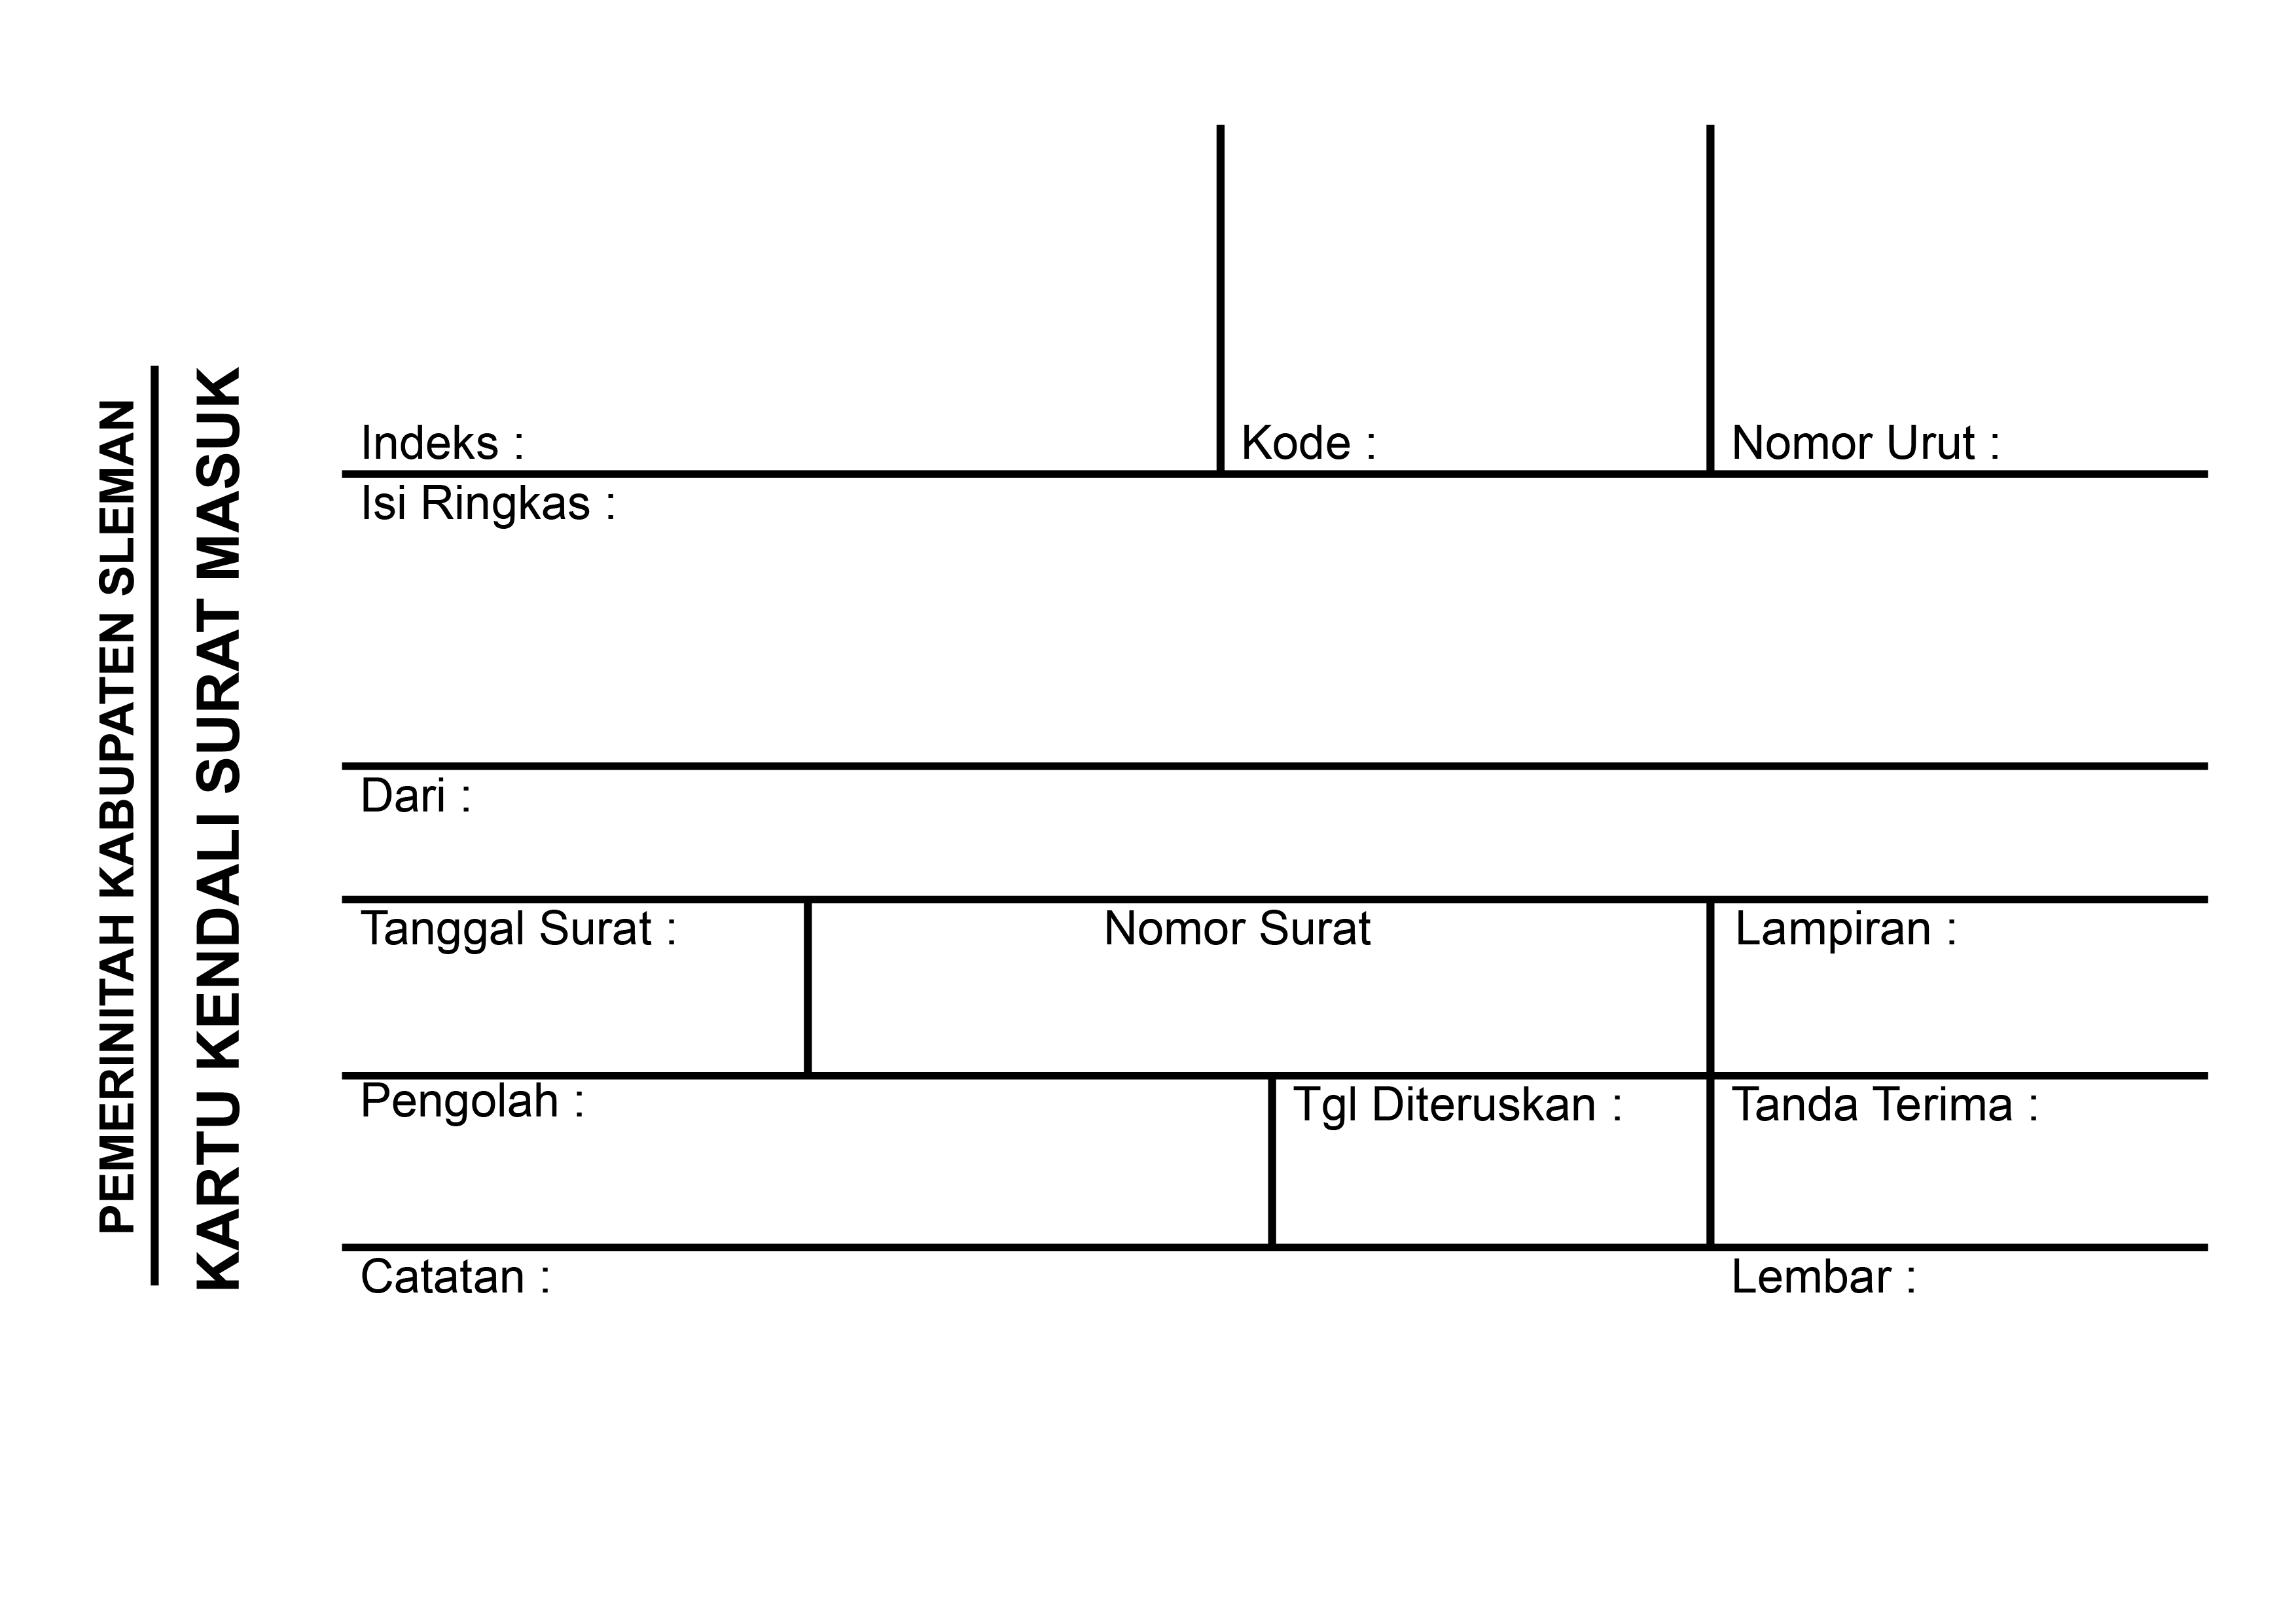 PEMERINITAH KABUPATEN SLEMAN
KARTU KENDALI SURAT MASUK
Indeks :
Kode :
Nomor Urut :
Isi Ringkas :
Dari :
Tanggal Surat :
Nomor Surat
Lampiran :
Pengolah :
Tgl Diteruskan :
Tanda Terima :
Catatan :
Lembar :